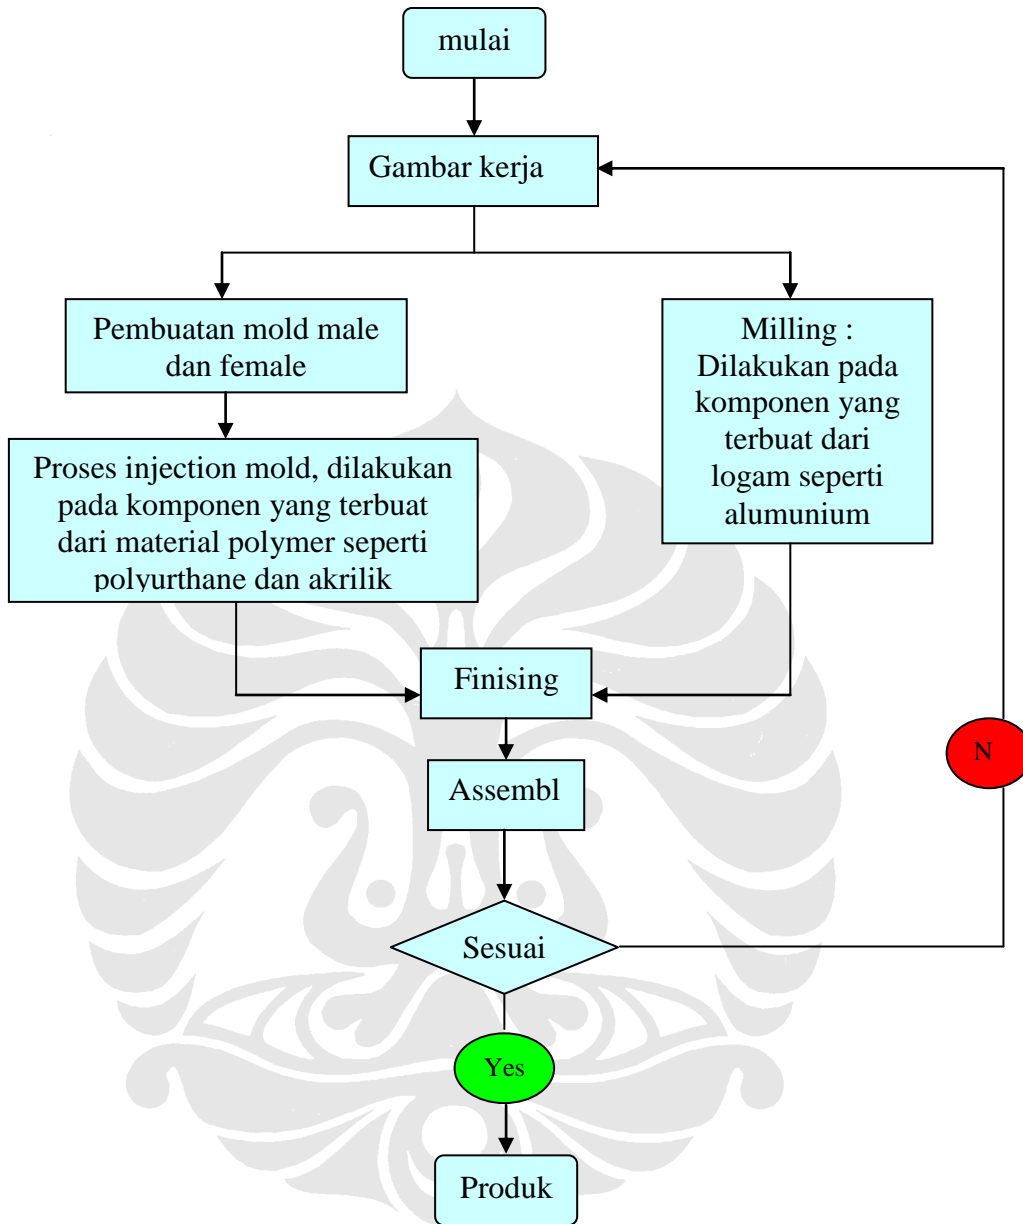 mulai
Gambar kerja
Pembuatan mold male
dan female
Milling :
Dilakukan pada
komponen yang
terbuat dari
logam seperti
alumunium
Proses injection mold, dilakukan
pada komponen yang terbuat
dari material polymer seperti
polyurthane dan akrilik
Finising
N
Assembl
Sesuai
Yes
Produk